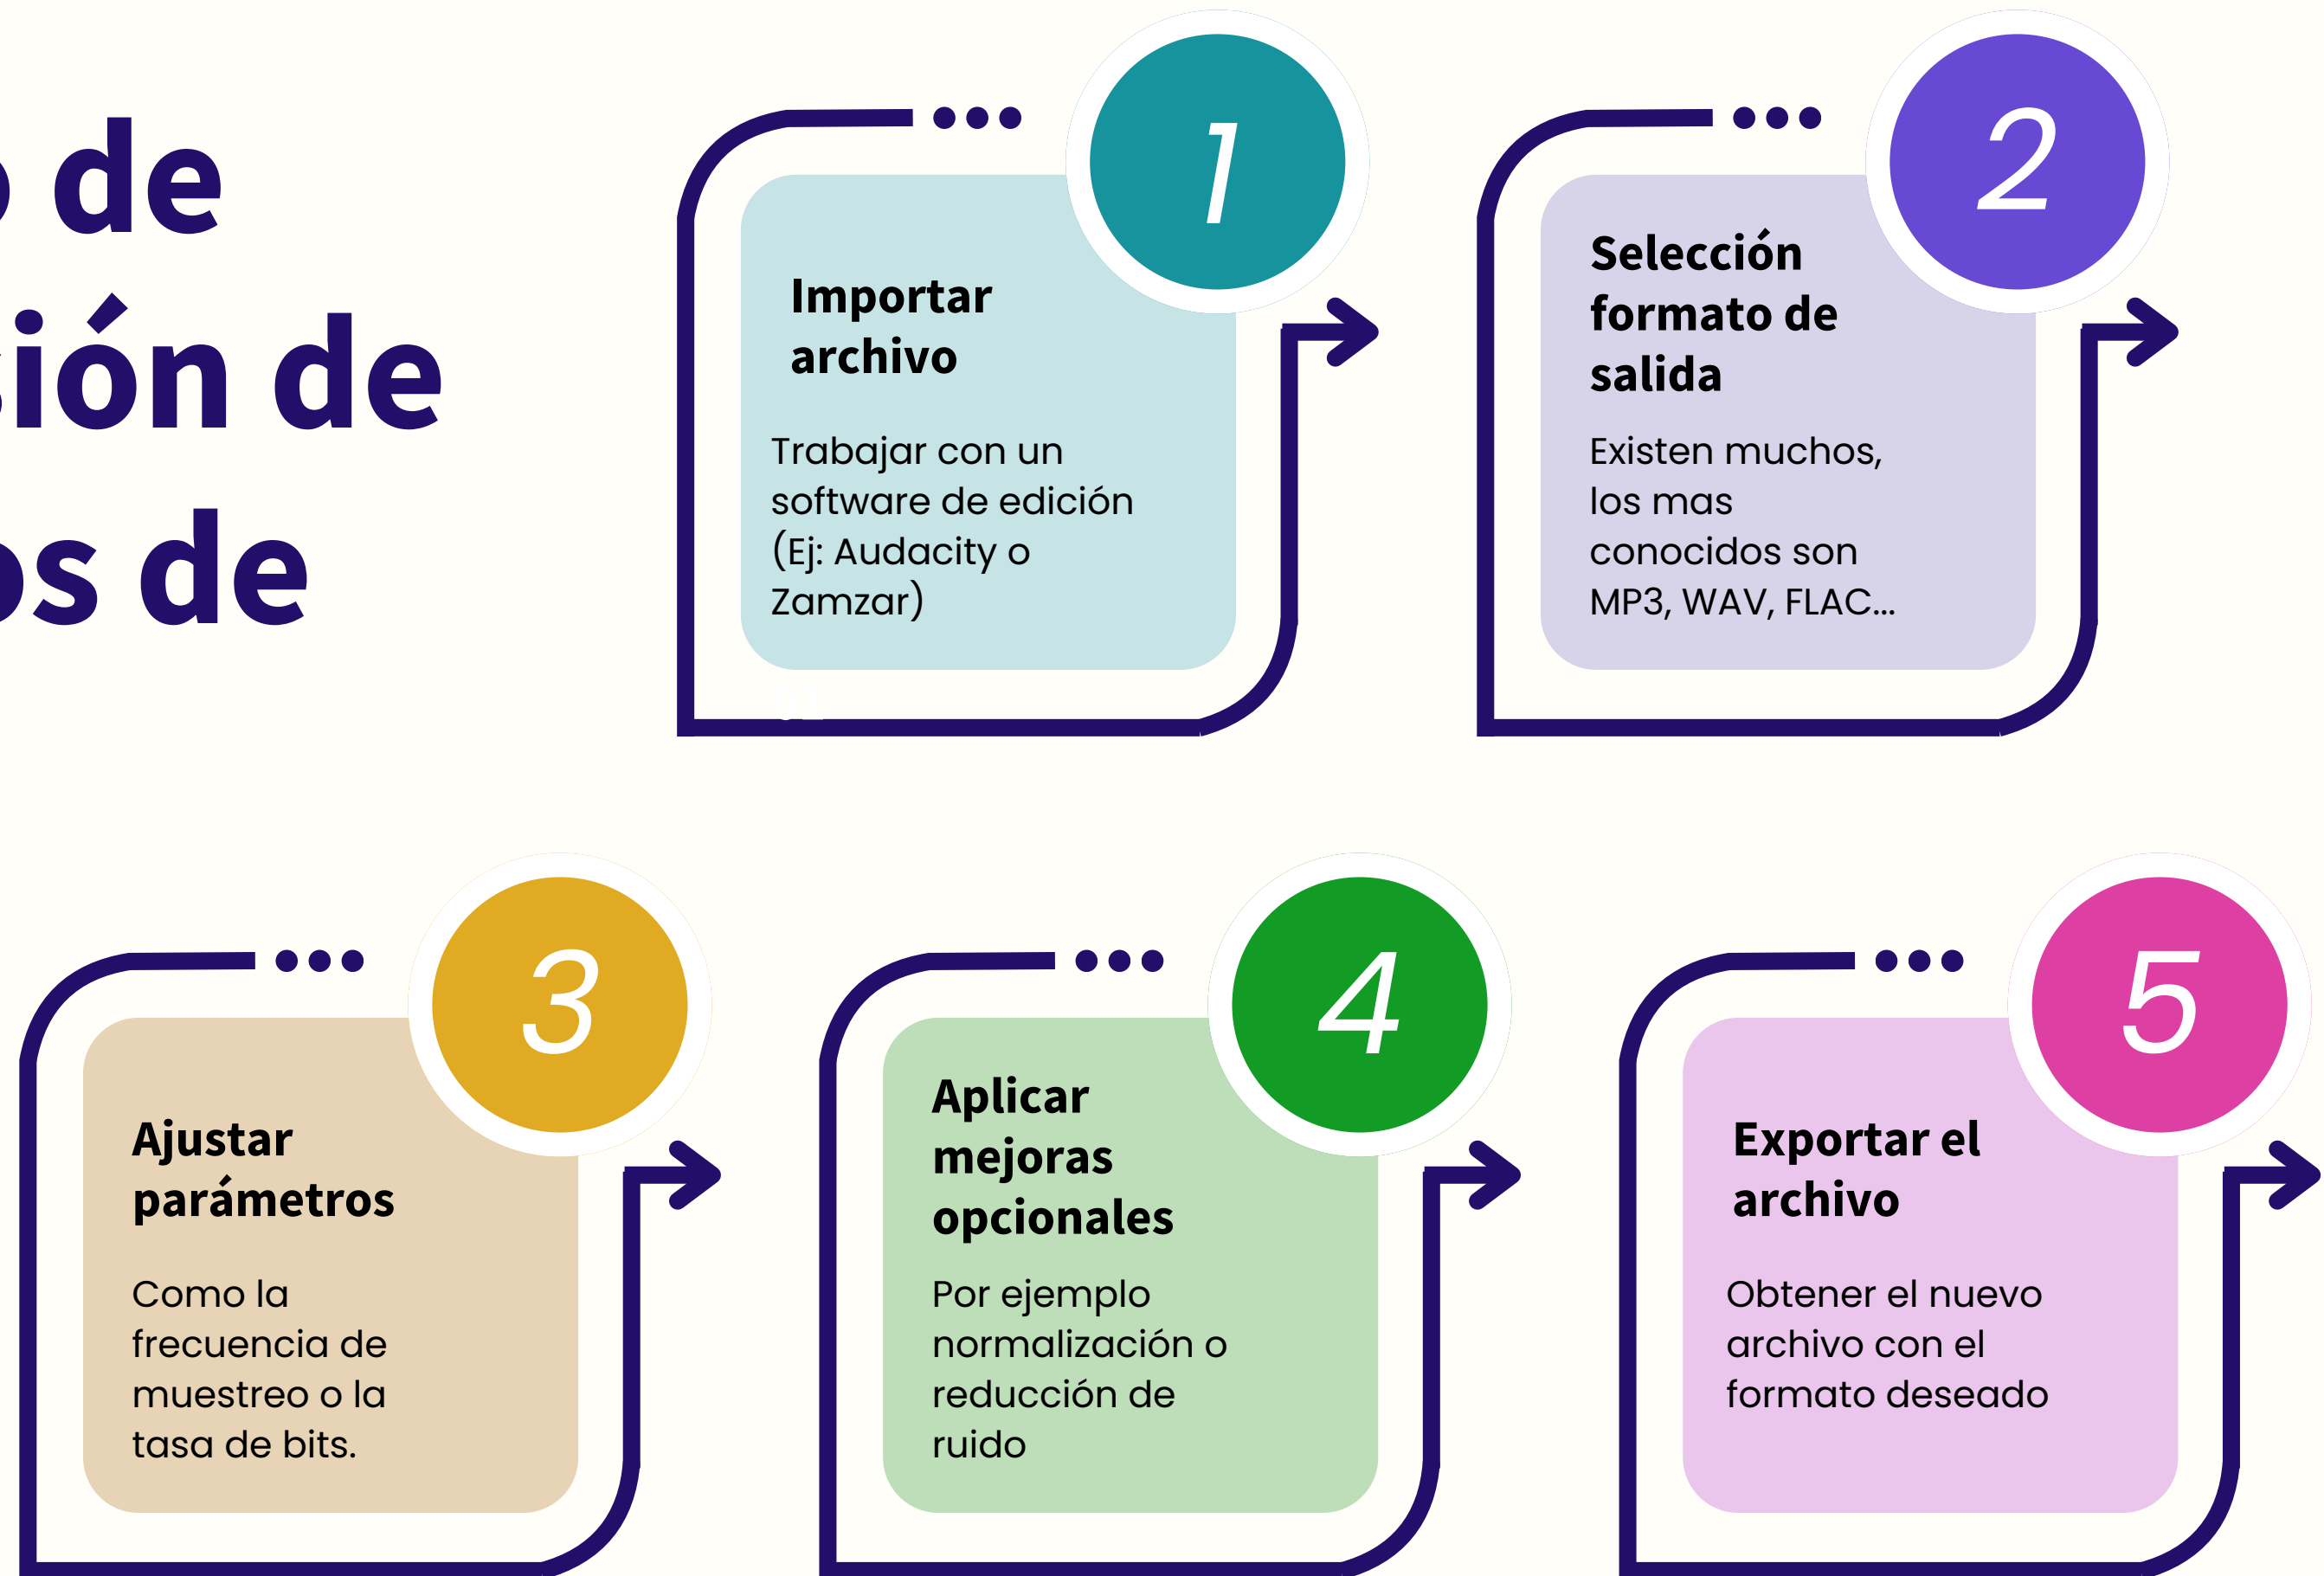 de
ión de
os de
1
Importar
archivo
Trabajar con un
software de edición
(Ej: Audacity o
Zamzar)
2
Selección
formato de
salida
Existen muchos,
los mas
conocidos son
MP3, WAV, FLAC...
3
Ajustar
parámetros
Como la
frecuencia de
muestreo o la
tasa de bits.
4
Aplicar
mejoras
opcionales
Por ejemplo
normalización o
reducción de
ruido
5
Exportar el
archivo
Obtener el nuevo
archivo con el
formato deseado